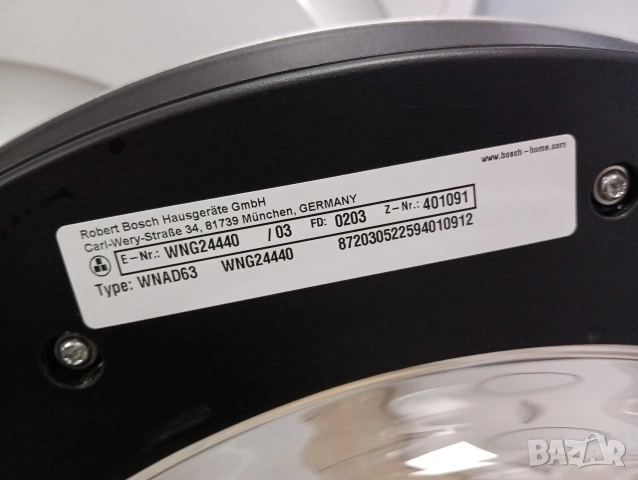 www.bosch-home.com
Robert Bosch Hausgeräte GmbH
Carl-Wery-Straße 34, 81739 München, GERMANY
E-Nr.: WNG24440 /03 FD: 0203 Z-Nr.: 401091
Type: WNAD63 WNG24440 872030522594010912
BAZAR